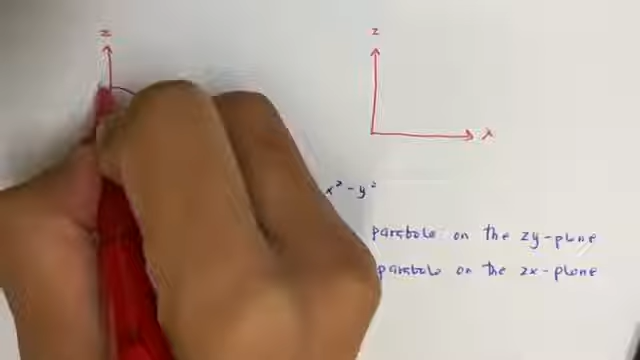 z
z
x
x² - y²
parabola on the zy-plane
parabola on the zx-plane